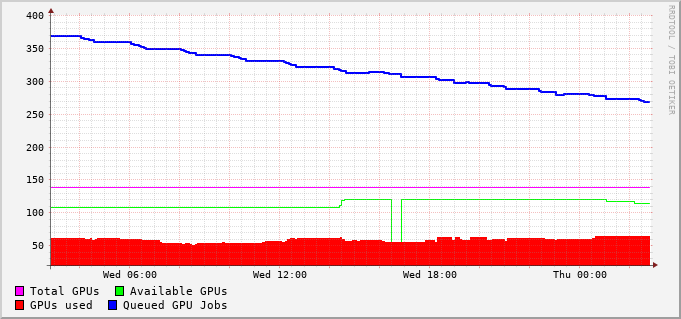 400
350
300
250
200
150
100
50
Wed 06:00 Wed 12:00 Wed 18:00 Thu 00:00
Total GPUs Available GPUs
GPUs used Queued GPU Jobs
RRDTOOL / TOBI OETIKER